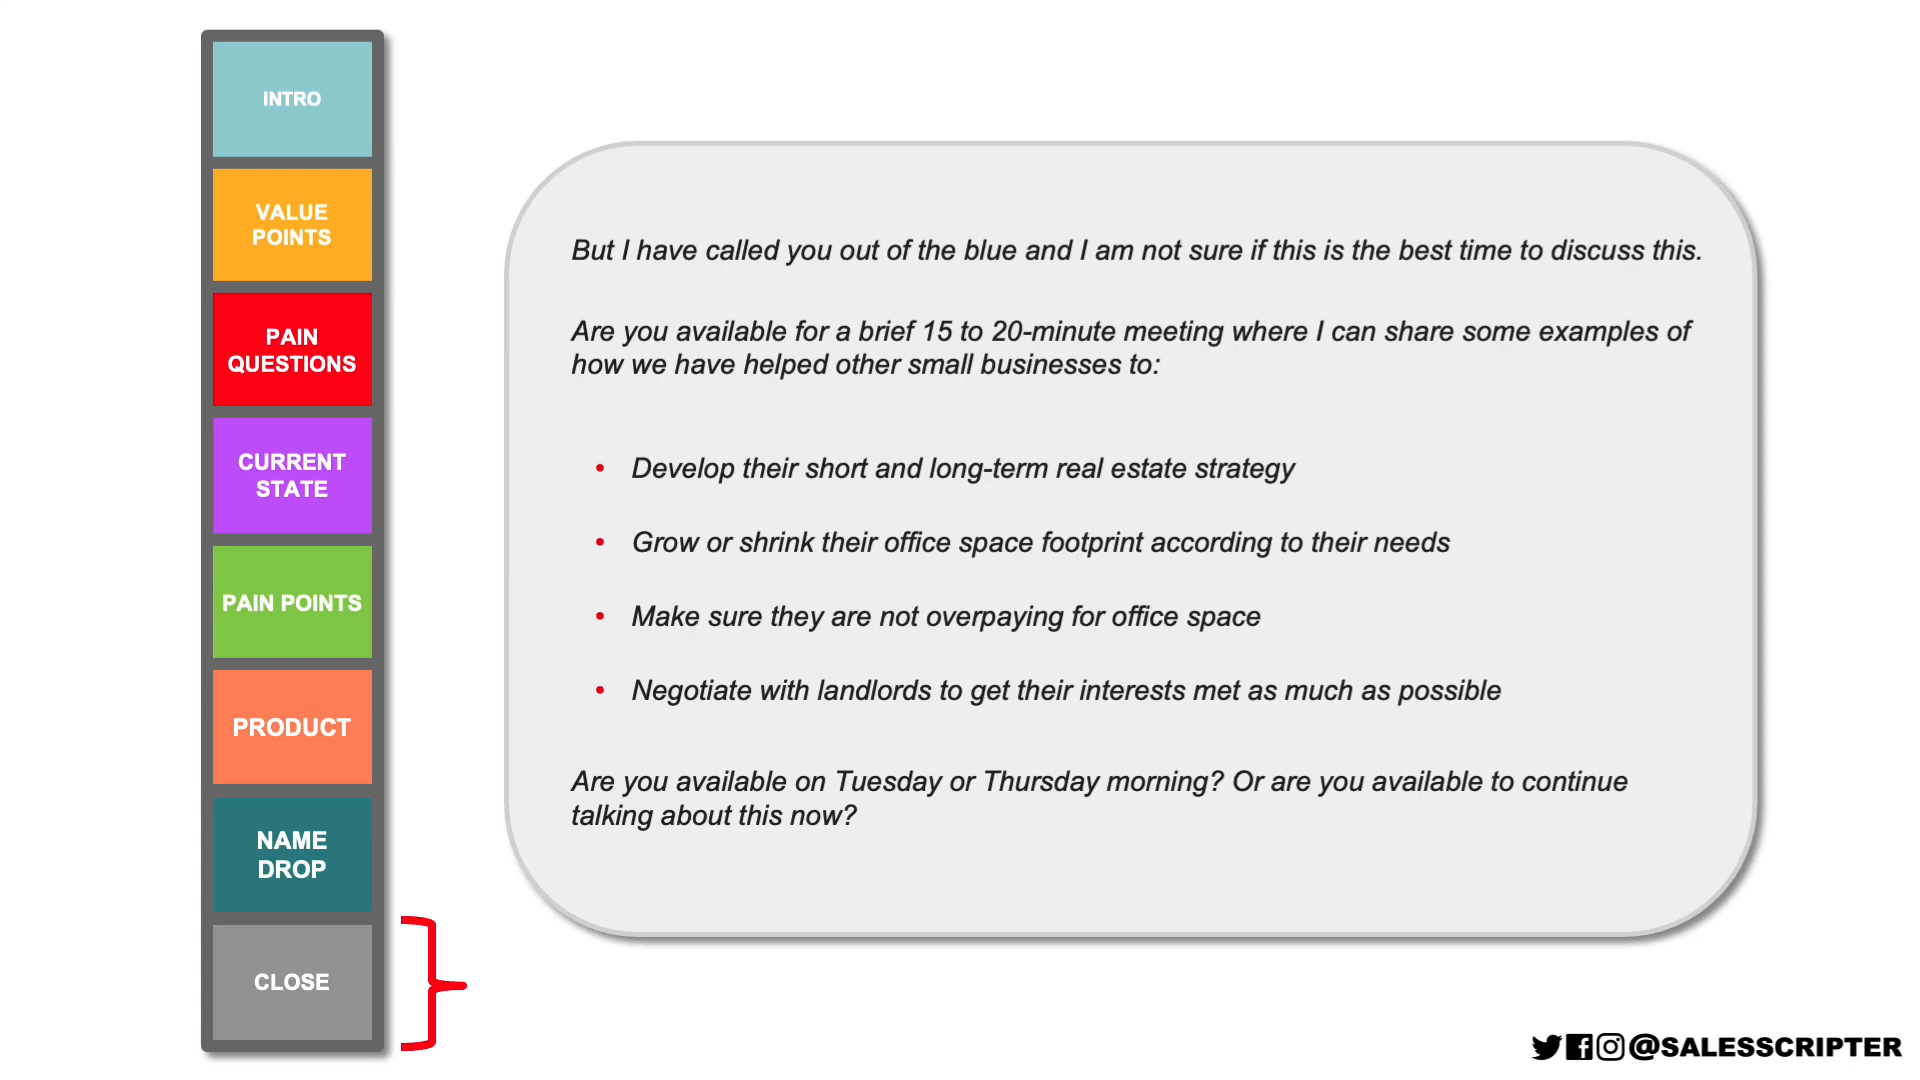 INTRO
VALUE
POINTS
PAIN
QUESTIONS
CURRENT
STATE
PAIN POINTS
PRODUCT
NAME
DROP
CLOSE
But I have called you out of the blue and I am not sure if this is the best time to discuss this.
Are you available for a brief 15 to 20-minute meeting where I can share some examples of
how we have helped other small businesses to:
• Develop their short and long-term real estate strategy
• Grow or shrink their office space footprint according to their needs
• Make sure they are not overpaying for office space
• Negotiate with landlords to get their interests met as much as possible
Are you available on Tuesday or Thursday morning? Or are you available to continue
talking about this now?
@SALESSCRIPTER